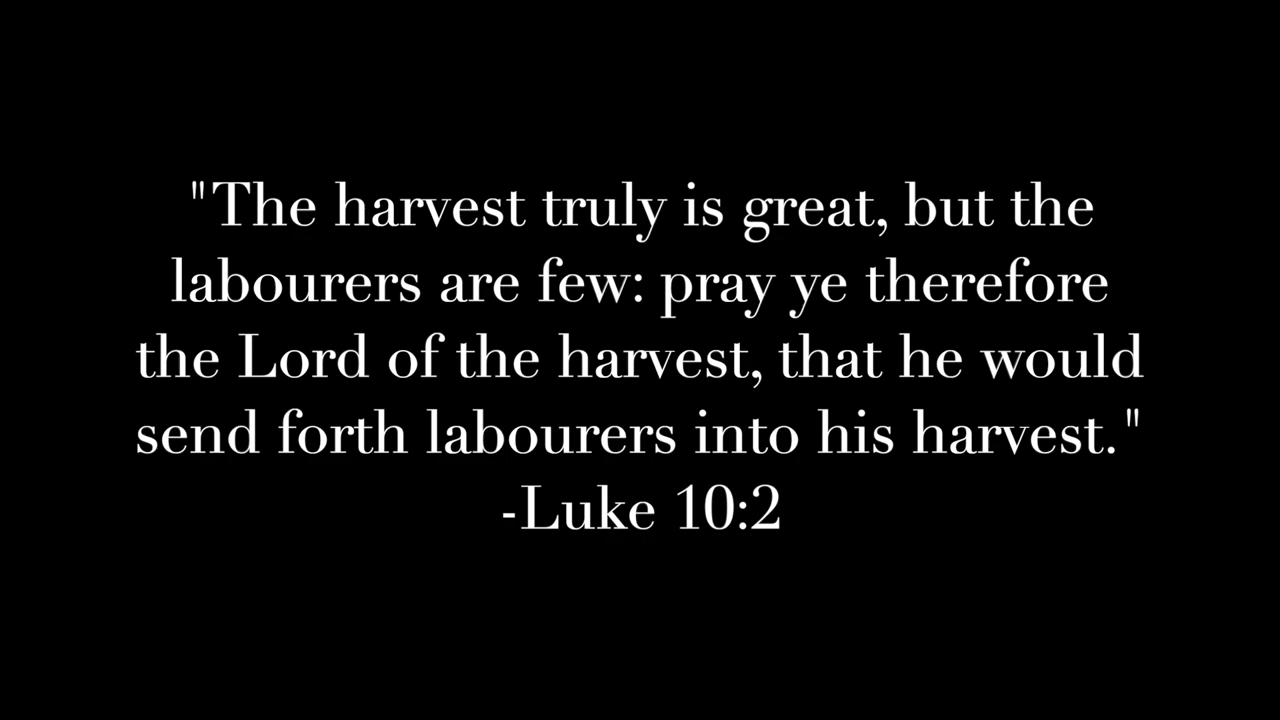 "The harvest truly is great, but the
labourers are few: pray ye therefore
the Lord of the harvest, that he would
send forth labourers into his harvest."
-Luke 10:2